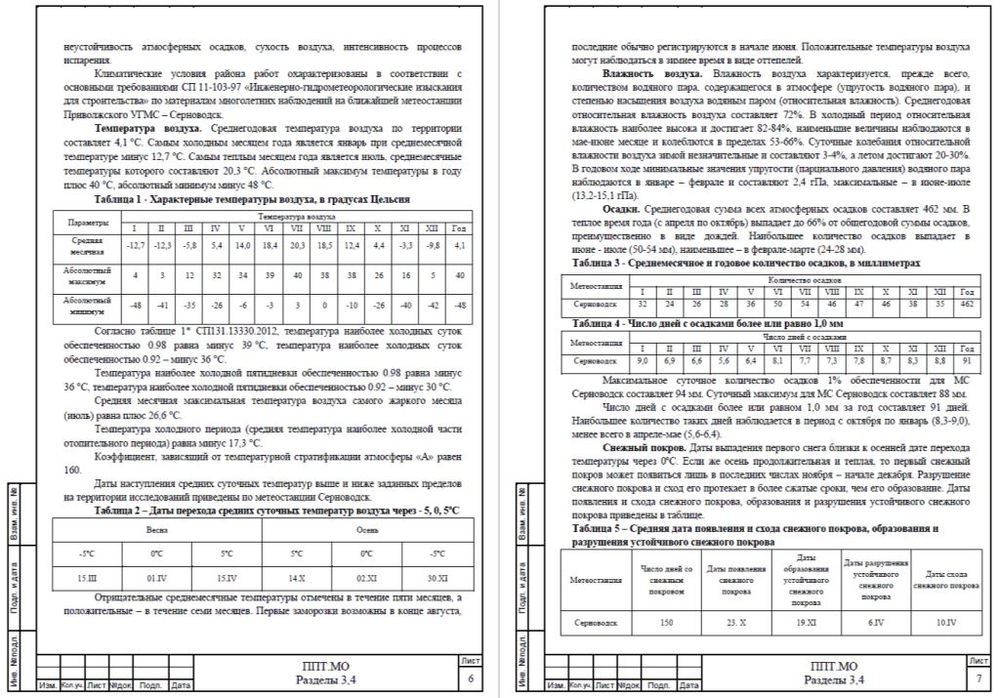 неустойчивость атмосферных осадков, сухость воздуха, интенсивность процессов
испарения.
Климатические условия района работ охарактеризованы в соответствии с
основными требованиями СП 11-103-97 «Инженерно-гидрометеорологические изыскания
для строительства» по материалам многолетних наблюдений на ближайшей метеостанции
Приволжского УГМС – Серноводск.
Температура воздуха. Среднегодовая температура воздуха по территории
составляет 4,1 °С. Самым холодным месяцем года является январь при среднемесячной
температуре минус 12,7 °С. Самым теплым месяцем года является июль, среднемесячные
температуры которого составляют 20,3 °С. Абсолютный максимум температуры в году
плюс 40 °С, абсолютный минимум минус 48 °С.
Таблица 1 - Характерные температуры воздуха, в градусах Цельсия
Параметры Температура воздуха
I II III IV V VI VII VIII IX X XI XII Год
Средняя месячная -12,7 -12,3 -5,8 5,4 14,0 18,4 20,3 18,5 12,4 4,4 -3,3 -9,8 4,1
Абсолютный максимум 4 3 12 32 34 39 40 38 38 26 16 5 40
Абсолютный минимум -48 -41 -35 -26 -6 -3 3 0 -10 -26 -40 -42 -48
Согласно таблице 1* СП131.13330.2012, температура наиболее холодных суток
обеспеченностью 0.98 равна минус 39 °С, температура наиболее холодных суток
обеспеченностью 0.92 – минус 36 °С.
Температура наиболее холодной пятидневки обеспеченностью 0.98 равна минус
36 °С, температура наиболее холодной пятидневки обеспеченностью 0.92 – минус 30 °С.
Средняя месячная максимальная температура воздуха самого жаркого месяца
(июль) равна плюс 26,6 °С.
Температура холодного периода (средняя температура наиболее холодной части
отопительного периода) равна минус 17,3 °С.
Коэффициент, зависящий от температурной стратификации атмосферы «А» равен
160.
Даты наступления средних суточных температур выше и ниже заданных пределов
на территории исследований приведены по метеостанции Серноводск.
Таблица 2 – Даты перехода средних суточных температур воздуха через - 5, 0, 5°С
Весна Осень
-5°С 0°С 5°С 5°С 0°С -5°С
15.III 01.IV 15.IV 14.X 02.XI 30.XI
Отрицательные среднемесячные температуры отмечены в течение пяти месяцев, а
положительные – в течение семи месяцев. Первые заморозки возможны в конце августа,
Взам. инв. №
Подп. и дата
Инв. №подл.
Изм. Кол.уч. Лист №док. Подп. Дата
ППТ.МО
Разделы 3,4
Лист
6
последние обычно регистрируются в начале июня. Положительные температуры воздуха
могут наблюдаться в зимнее время в виде оттепелей.
Влажность воздуха. Влажность воздуха характеризуется, прежде всего,
количеством водяного пара, содержащегося в атмосфере (упругость водяного пара), и
степенью насыщения воздуха водяным паром (относительная влажность). Среднегодовая
относительная влажность воздуха составляет 72%. В холодный период относительная
влажность наиболее высока и достигает 82-84%, наименьшие величины наблюдаются в
мае-июне месяце и колеблются в пределах 53-66%. Суточные колебания относительной
влажности воздуха зимой незначительные и составляют 3-4%, а летом достигают 20-30%.
В годовом ходе минимальные значения упругости (парциального давления) водяного пара
наблюдаются в январе – феврале и составляют 2,4 гПа, максимальные – в июне-июле
(13.2-15,1 гПа).
Осадки. Среднегодовая сумма всех атмосферных осадков составляет 462 мм. В
теплое время года (с апреля по октябрь) выпадает до 66% от общегодовой суммы осадков,
преимущественно в виде дождей. Наибольшее количество осадков выпадает в
июне - июле (50-54 мм), наименьшее – в феврале-марте (24-28 мм).
Таблица 3 - Среднемесячное и годовое количество осадков, в миллиметрах
Метеостанция Количество осадков
I II III IV V VI VII VIII IX X XI XII Год
Серноводск 32 24 26 28 36 50 54 46 47 46 38 35 462
Таблица 4 - Число дней с осадками более или равно 1,0 мм
Метеостанция Число дней с осадками
I II III IV V VI VII VIII IX X XI XII Год
Серноводск 9,0 6,9 6,6 5,6 6,4 8,1 7,7 7,3 7,8 8,7 8,3 8,8 91
Максимальное суточное количество осадков 1% обеспеченности для МС
Серноводск составляет 94 мм. Суточный максимум для МС Серноводск составляет 88 мм.
Число дней с осадками более или равном 1,0 мм за год составляет 91 дней.
Наибольшее количество таких дней наблюдается в период с октября по январь (8,3-9,0),
менее всего в апреле-мае (5,6-6,4).
Снежный покров. Даты выпадения первого снега близки к осенней дате перехода
температуры через 0°С. Если же осень продолжительная и теплая, то первый снежный
покров может появиться лишь в последних числах ноября – начале декабря. Разрушение
снежного покрова и сход его протекает в более сжатые сроки, чем его образование. Даты
появления и схода снежного покрова, образования и разрушения устойчивого снежного
покрова приведены в таблице.
Таблица 5 – Средняя дата появления и схода снежного покрова, образования и
разрушения устойчивого снежного покрова
Метеостанция Число дней со снежным покровом Даты появления снежного покрова Даты образования устойчивого снежного покрова Даты разрушения устойчивого снежного покрова Даты схода снежного покрова
Серноводск 150 23. X 19.XI 6.IV 10.IV
Взам. инв. №
Подп. и дата
Инв. №подл.
Изм. Кол.уч. Лист №док. Подп. Дата
ППТ.МО
Разделы 3,4
Лист
7